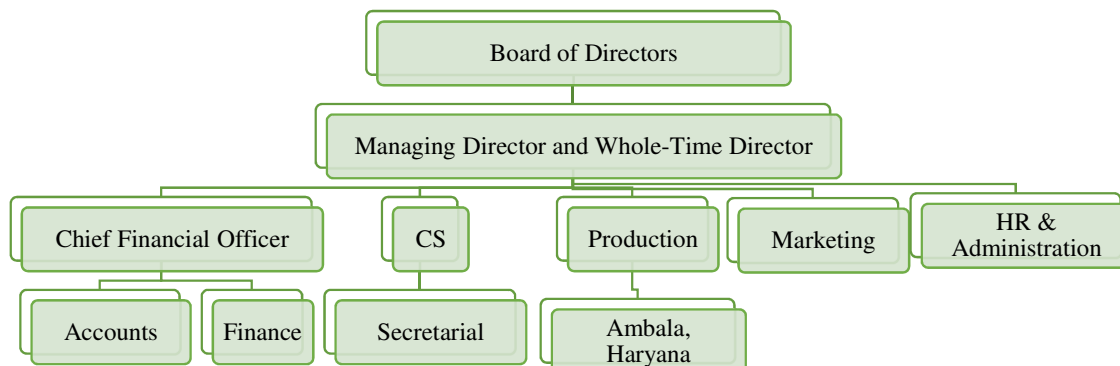 Board of Directors
Managing Director and Whole-Time Director
Chief Financial Officer
CS
Production
Marketing
HR &
Administration
Accounts
Finance
Secretarial
Ambala,
Haryana